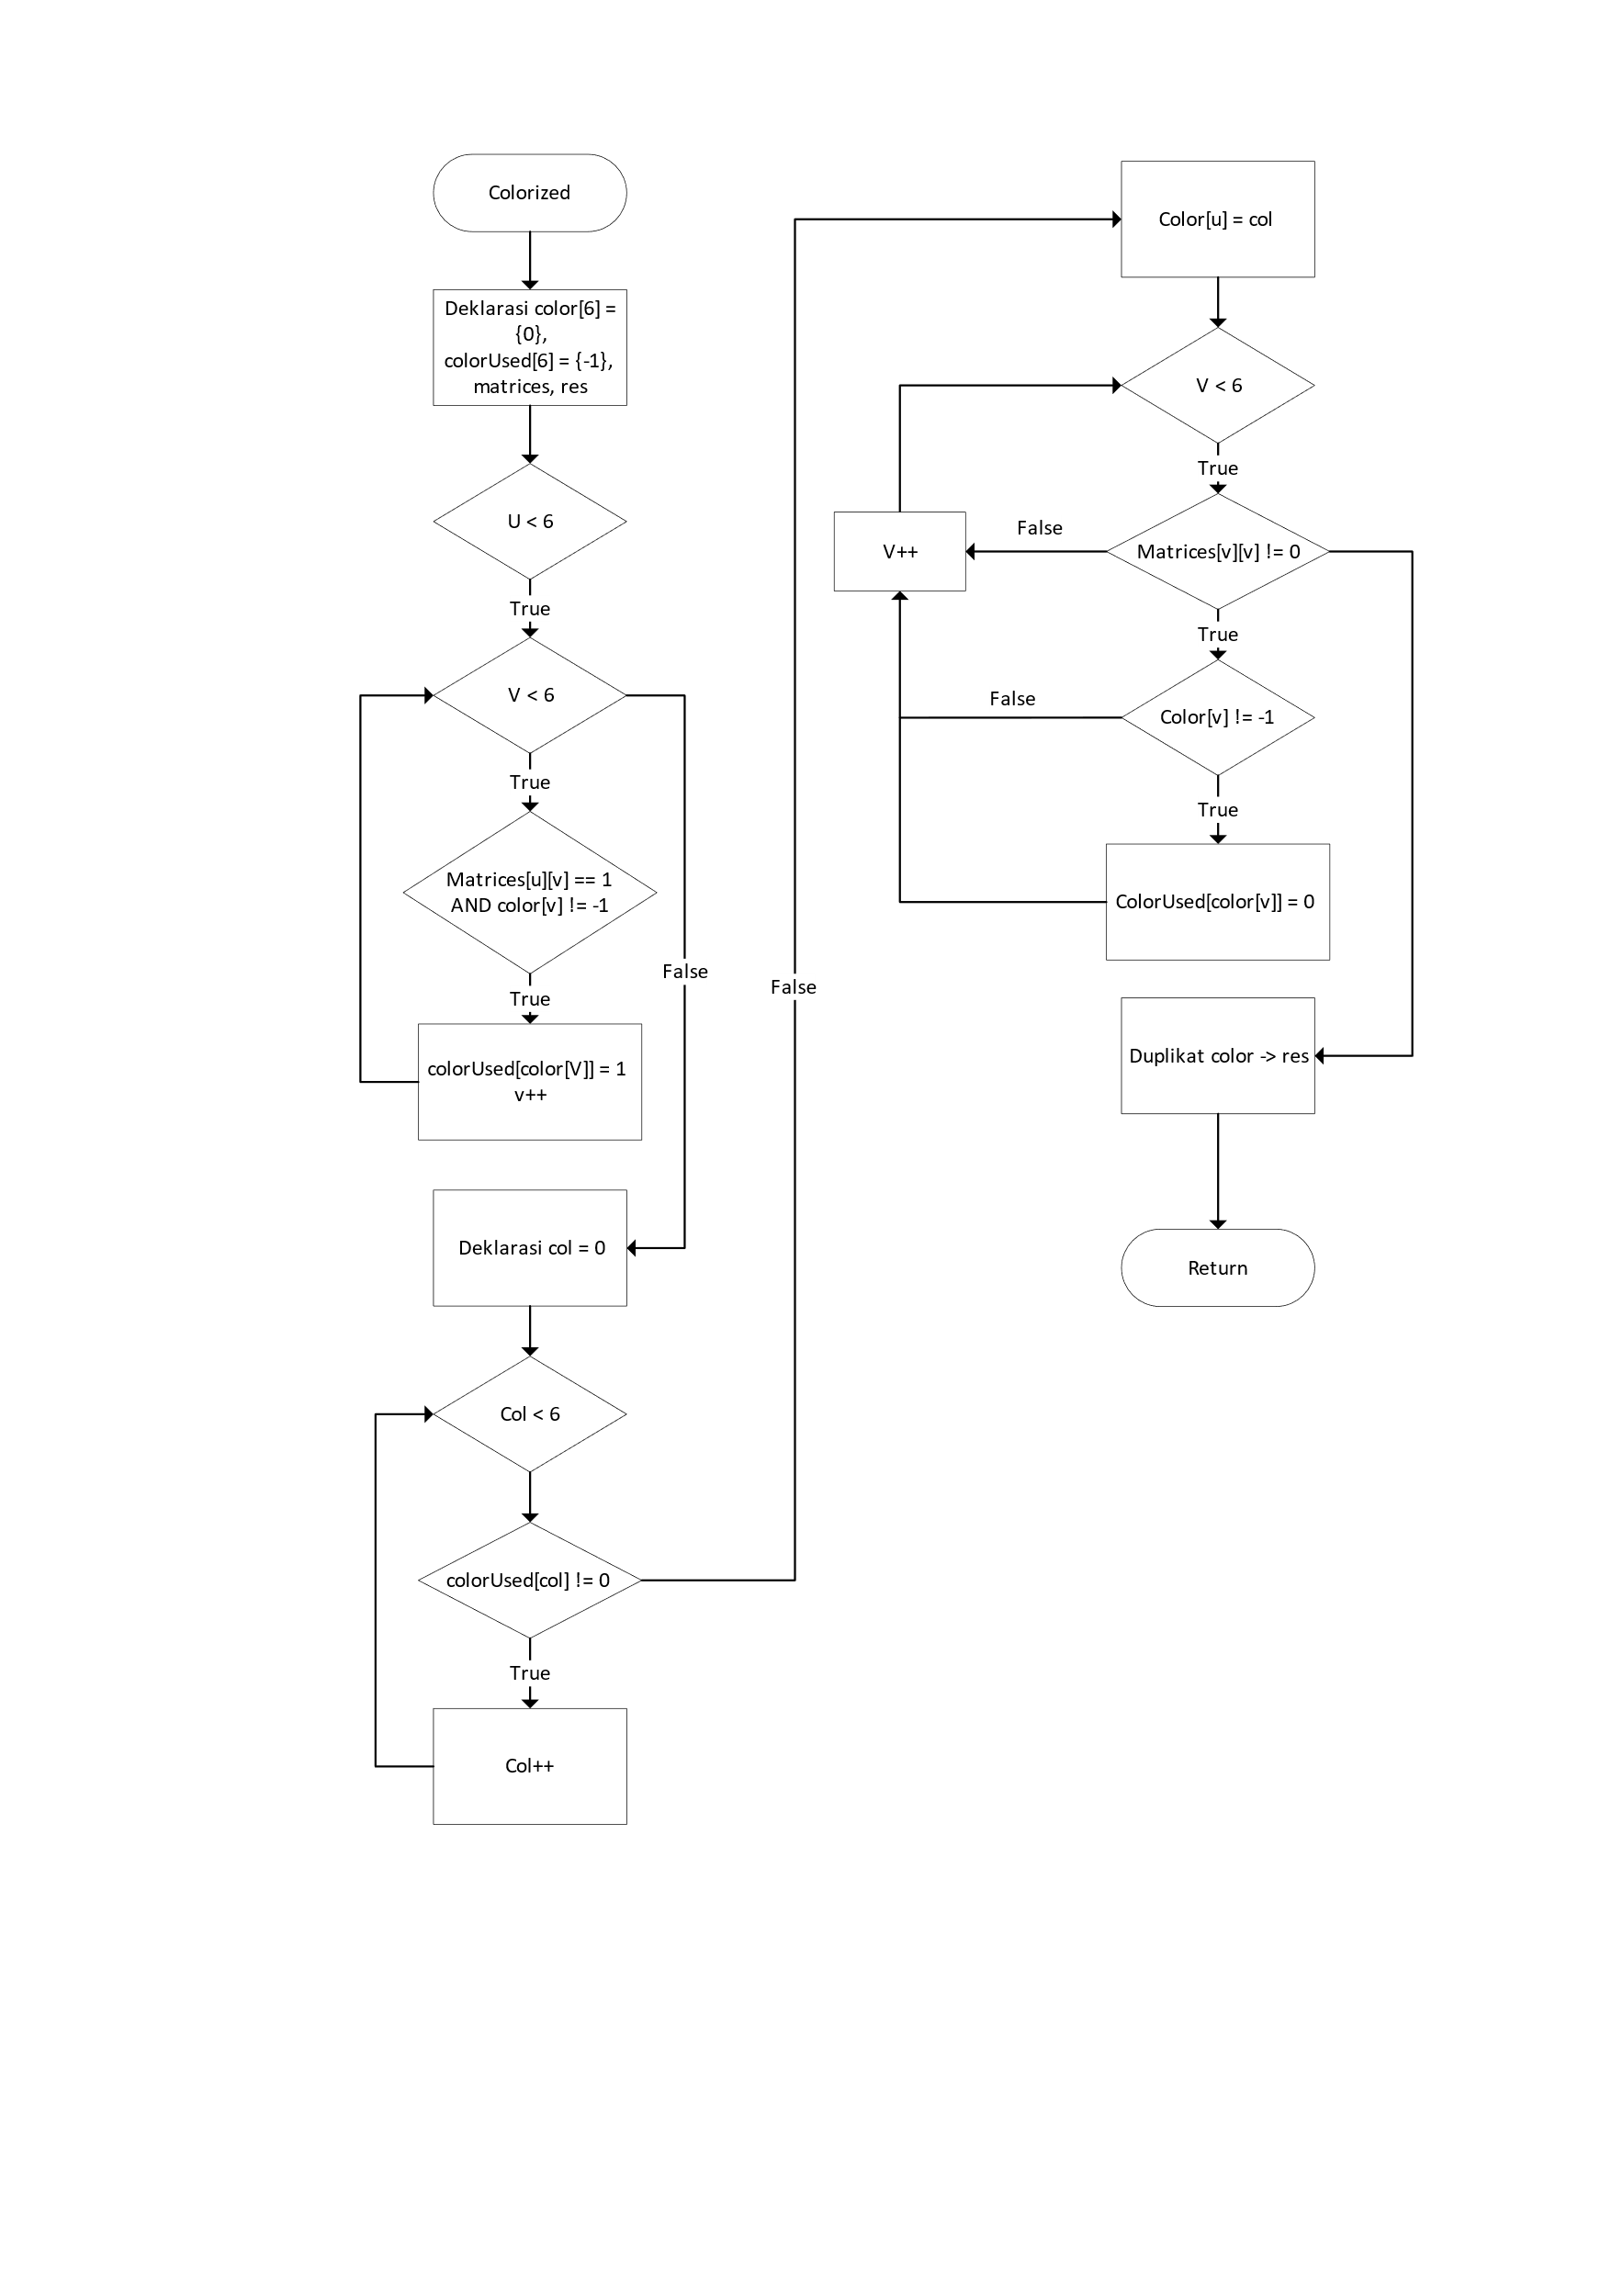 Colorized
Deklarasi color[6] =
{0},
colorUsed[6] = {-1},
matrices, res
U < 6
True
V < 6
True
Matrices[u][v] == 1
AND color[v] != -1
False
True
colorUsed[color[V]] = 1
v++
Deklarasi col = 0
Col < 6
colorUsed[col] != 0
False
True
Col++
Color[u] = col
V < 6
True
V++
False
Matrices[v][v] != 0
True
False
Color[v] != -1
True
ColorUsed[color[v]] = 0
Duplikat color -> res
Return